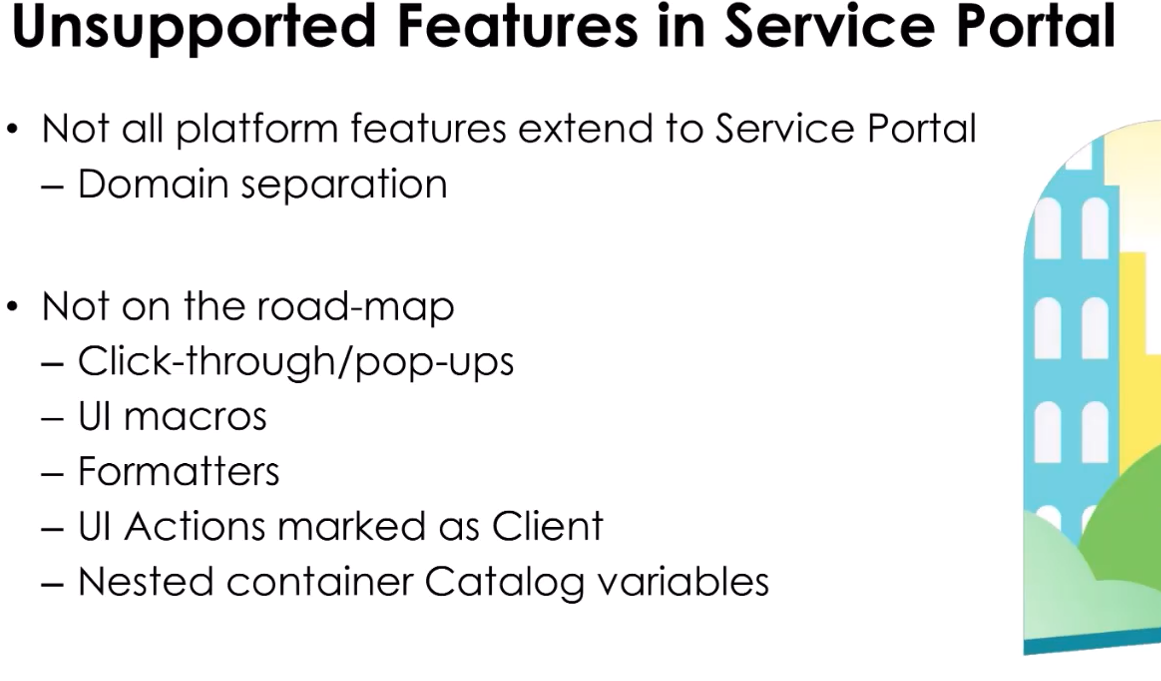 Unsupported Features in Service Portal
• Not all platform features extend to Service Portal
– Domain separation
• Not on the road-map
– Click-through/pop-ups
– UI macros
– Formatters
– UI Actions marked as Client
– Nested container Catalog variables